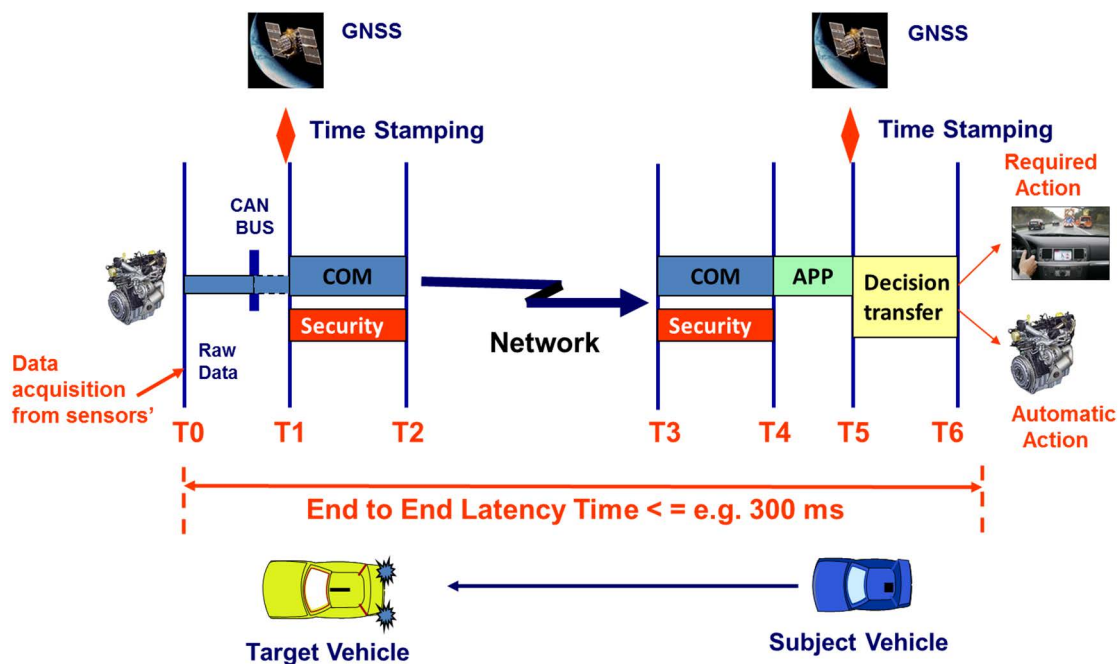 GNSS
GNSS
Time Stamping
Time Stamping
Required
Action
CAN
BUS
COM
Security
COM
APP
Decision
transfer
Security
Network
Raw
Data
Data
acquisition
from sensors’
Automatic
Action
T0
T1
T2
T3
T4
T5
T6
End to End Latency Time < = e.g. 300 ms
Target Vehicle
Subject Vehicle